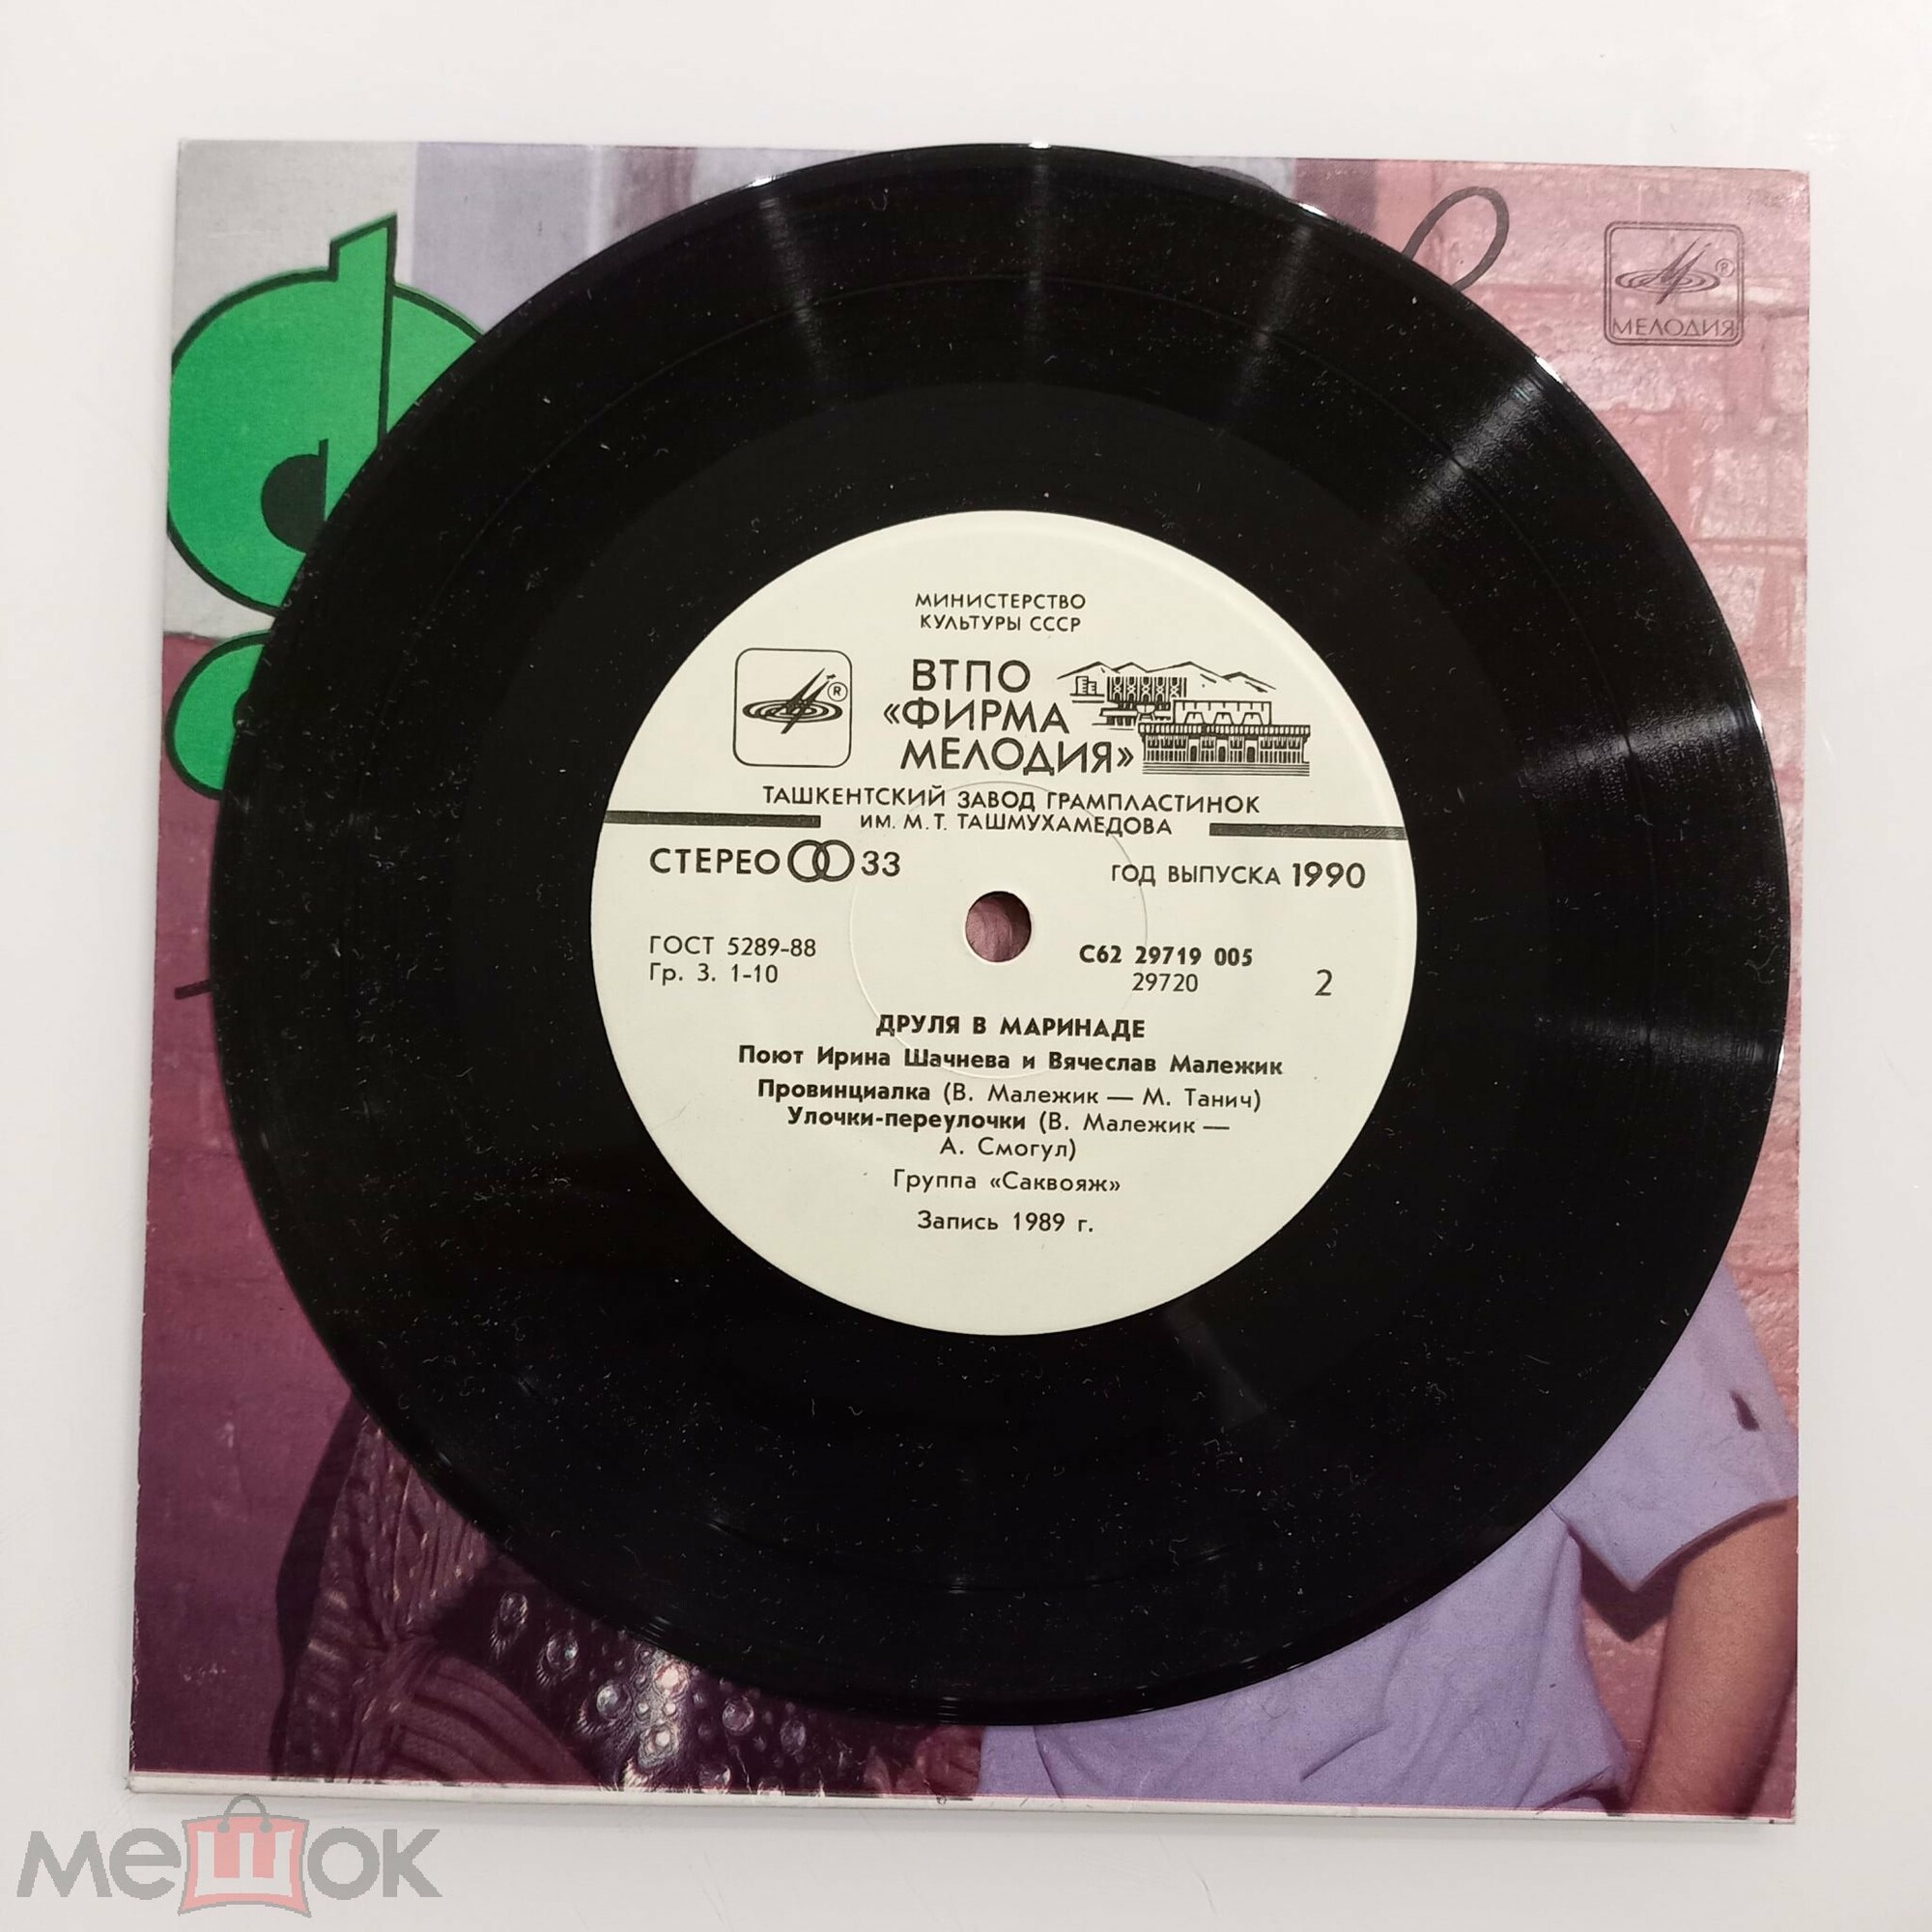 ® МЕЛОДИЯ
МИНИСТЕРСТВО
КУЛЬТУРЫ СССР
®
ВТПО
«ФИРМА
МЕЛОДИЯ»
ТАШКЕНТСКИЙ ЗАВОД ГРАМПЛАСТИНОК
ИМ. М. Т. ТАШМУХАМЕДОВА
СТЕРЕО 33
ГОД ВЫПУСКА 1990
ГОСТ 5289-88
Гр. 3. 1-10
С62 29719 005
29720
2
ДРУЛЯ В МАРИНАДЕ
Поют Ирина Шачнева и Вячеслав Малежик
Провинциалка (В. Малежик — М. Танич)
Улочки-переулочки (В. Малежик —
А. Смогул)
Группа «Саквояж»
Запись 1989 г.
мешок